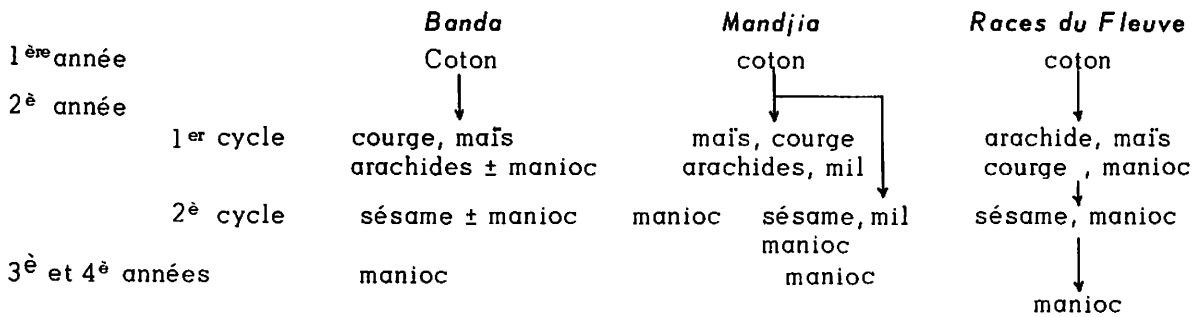 Banda Mandjia Races du Fleuve
1ère année Coton coton coton
2è année
1er cycle courge, maïs maïs, courge arachide, maïs
arachides ± manioc arachides, mil courge , manioc
2è cycle sésame ± manioc manioc sésame, mil sésame, manioc
manioc
3è et 4è années manioc manioc
manioc